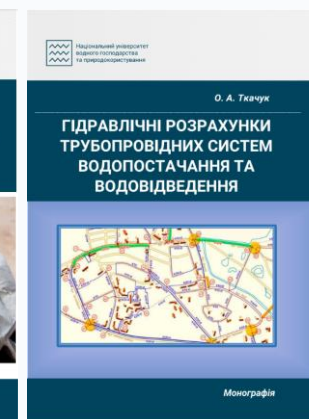 Національний університет
водного господарства
та природокористування
О. А. Ткачук
ГІДРАВЛІЧНІ РОЗРАХУНКИ
ТРУБОПРОВІДНИХ СИСТЕМ
ВОДОПОСТАЧАННЯ ТА
ВОДОВІДВЕДЕННЯ
Монографія